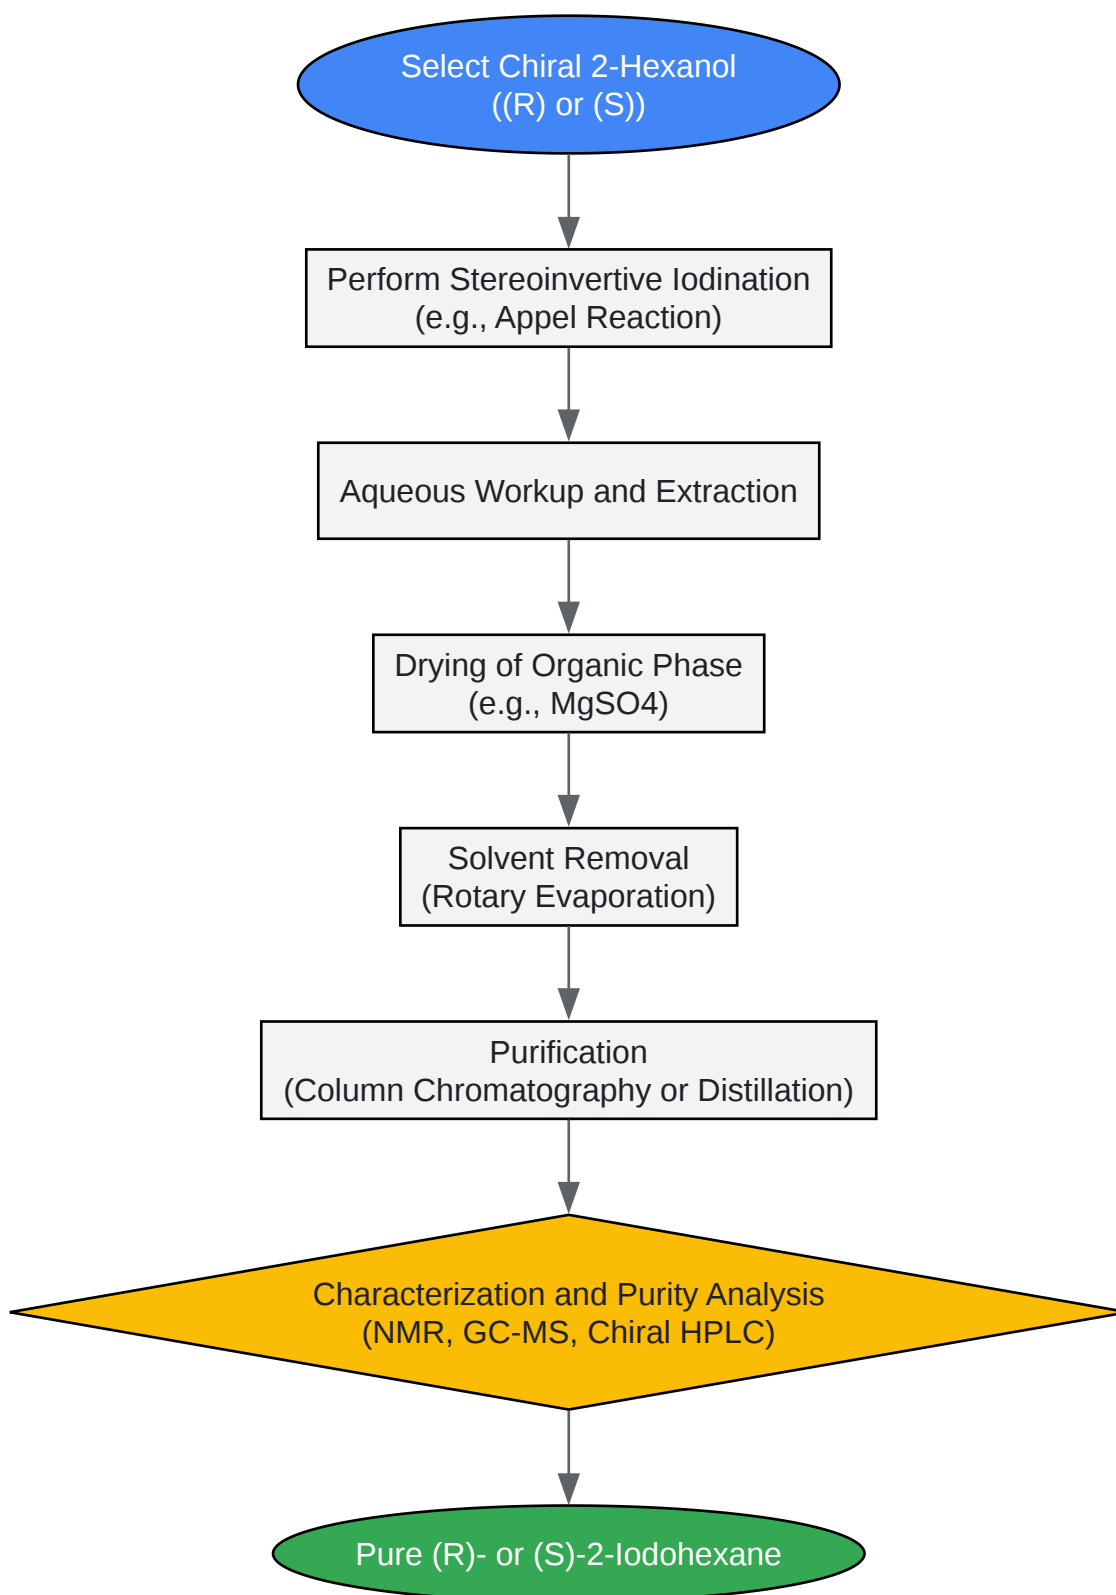 Select Chiral 2-Hexanol
((R) or (S))
Perform Stereoinvertive Iodination
(e.g., Appel Reaction)
Aqueous Workup and Extraction
Drying of Organic Phase
(e.g., MgSO4)
Solvent Removal
(Rotary Evaporation)
Purification
(Column Chromatography or Distillation)
Characterization and Purity Analysis
(NMR, GC-MS, Chiral HPLC)
Pure (R)- or (S)-2-Iodohexane